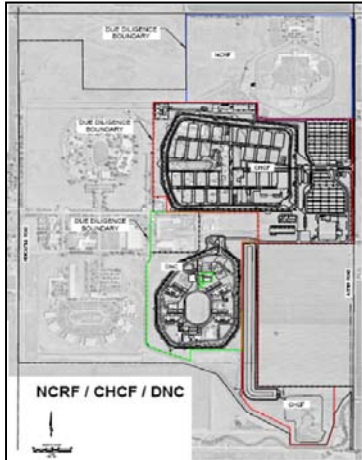 DUE DILIGENCE
BOUNDARY
NCRF
DUE DILIGENCE
BOUNDARY
CHCF
DUE DILIGENCE
BOUNDARY
DNC
NCRF / CHCF / DNC
CHCF